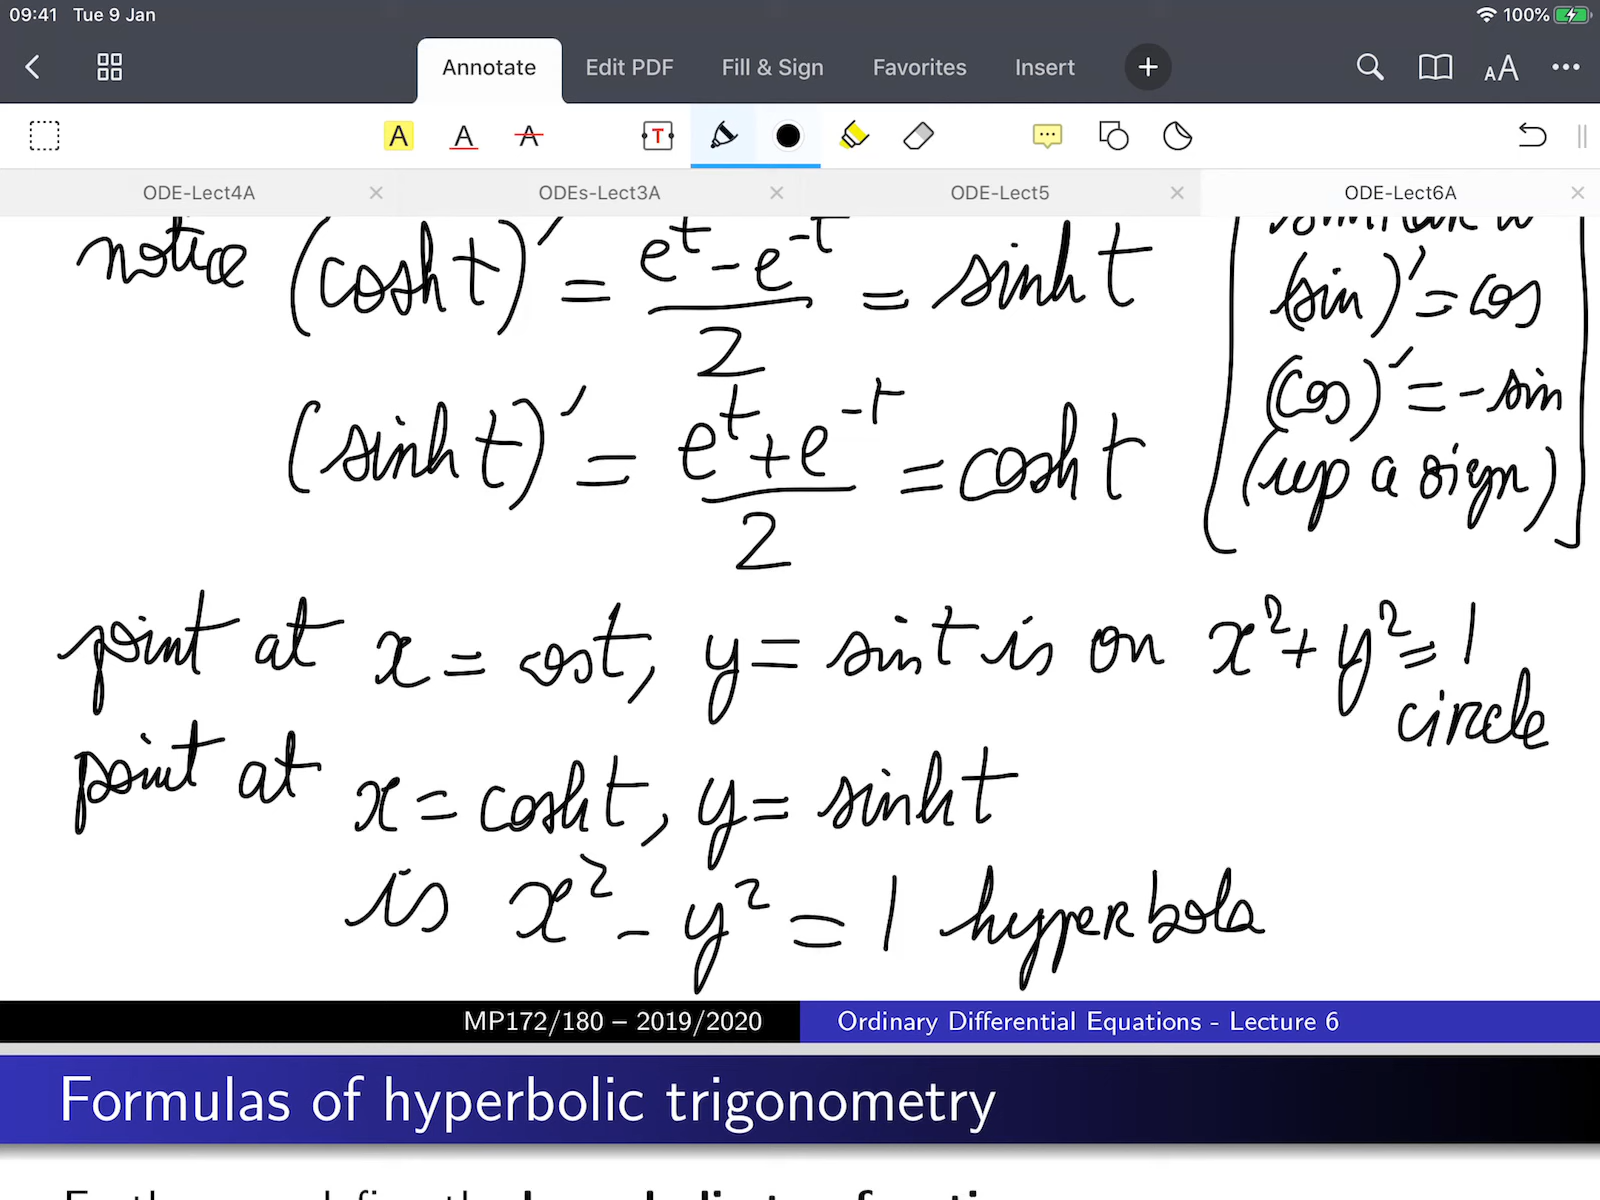 09:41 Tue 9 Jan 100%
Annotate Edit PDF Fill & Sign Favorites Insert
ODE-Lect4A ODEs-Lect3A ODE-Lect5 ODE-Lect6A
notice (cosh t)' = (e^t - e^-t)/2 = sinh t
(sinh t)' = (e^t + e^-t)/2 = cosh t
(sin)' = cos
(cos)' = -sin
(up a sign)
point at x = cos t, y = sin t is on x² + y² = 1
circle
point at x = cosh t, y = sinh t
is x² - y² = 1 hyperbola
MP172/180 – 2019/2020 Ordinary Differential Equations - Lecture 6
Formulas of hyperbolic trigonometry